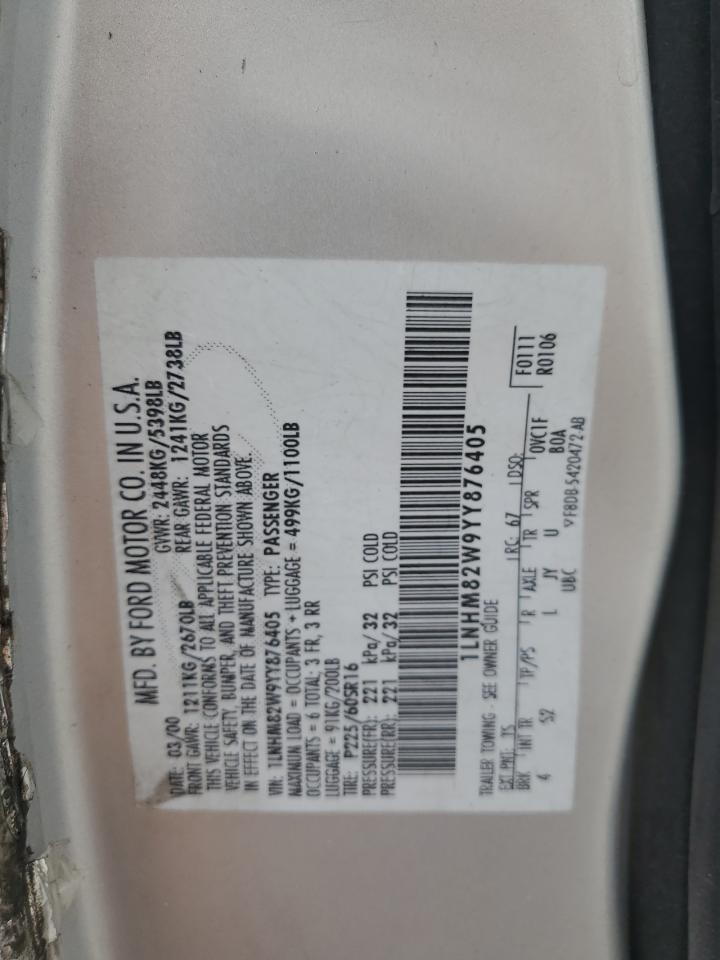 MFD. BY FORD MOTOR CO. IN U.S.A.
DATE: 03/00 GVWR: 2448KG/5398LB
FRONT GAWR: 1211KG/2670LB REAR GAWR: 1241KG/2738LB
THIS VEHICLE CONFORMS TO ALL APPLICABLE FEDERAL MOTOR
VEHICLE SAFETY, BUMPER, AND THEFT PREVENTION STANDARDS
IN EFFECT ON THE DATE OF MANUFACTURE SHOWN ABOVE.
VIN: 1LNHM82W9YY876405 TYPE: PASSENGER
MAXIMUM LOAD = OCCUPANTS + LUGGAGE = 499KG/1100LB
OCCUPANTS = 6 TOTAL; 3 FR, 3 RR
LUGGAGE = 91KG/200LB
TIRE: P225/60SR16
PRESSURE(FR): 221 kPa/ 32 PSI COLD
PRESSURE(RR): 221 kPa/ 32 PSI COLD
1LNHM82W9YY876405
TRAILER TOWING - SEE OWNER GUIDE
EXT PNT: TS RC: 67 DSO: F0111
BRK INT TR TP/PS R AXLE TR SPR R0106
4 S2 L JY U 0VC1F
UBC B0A
F8DB-5420472-AB